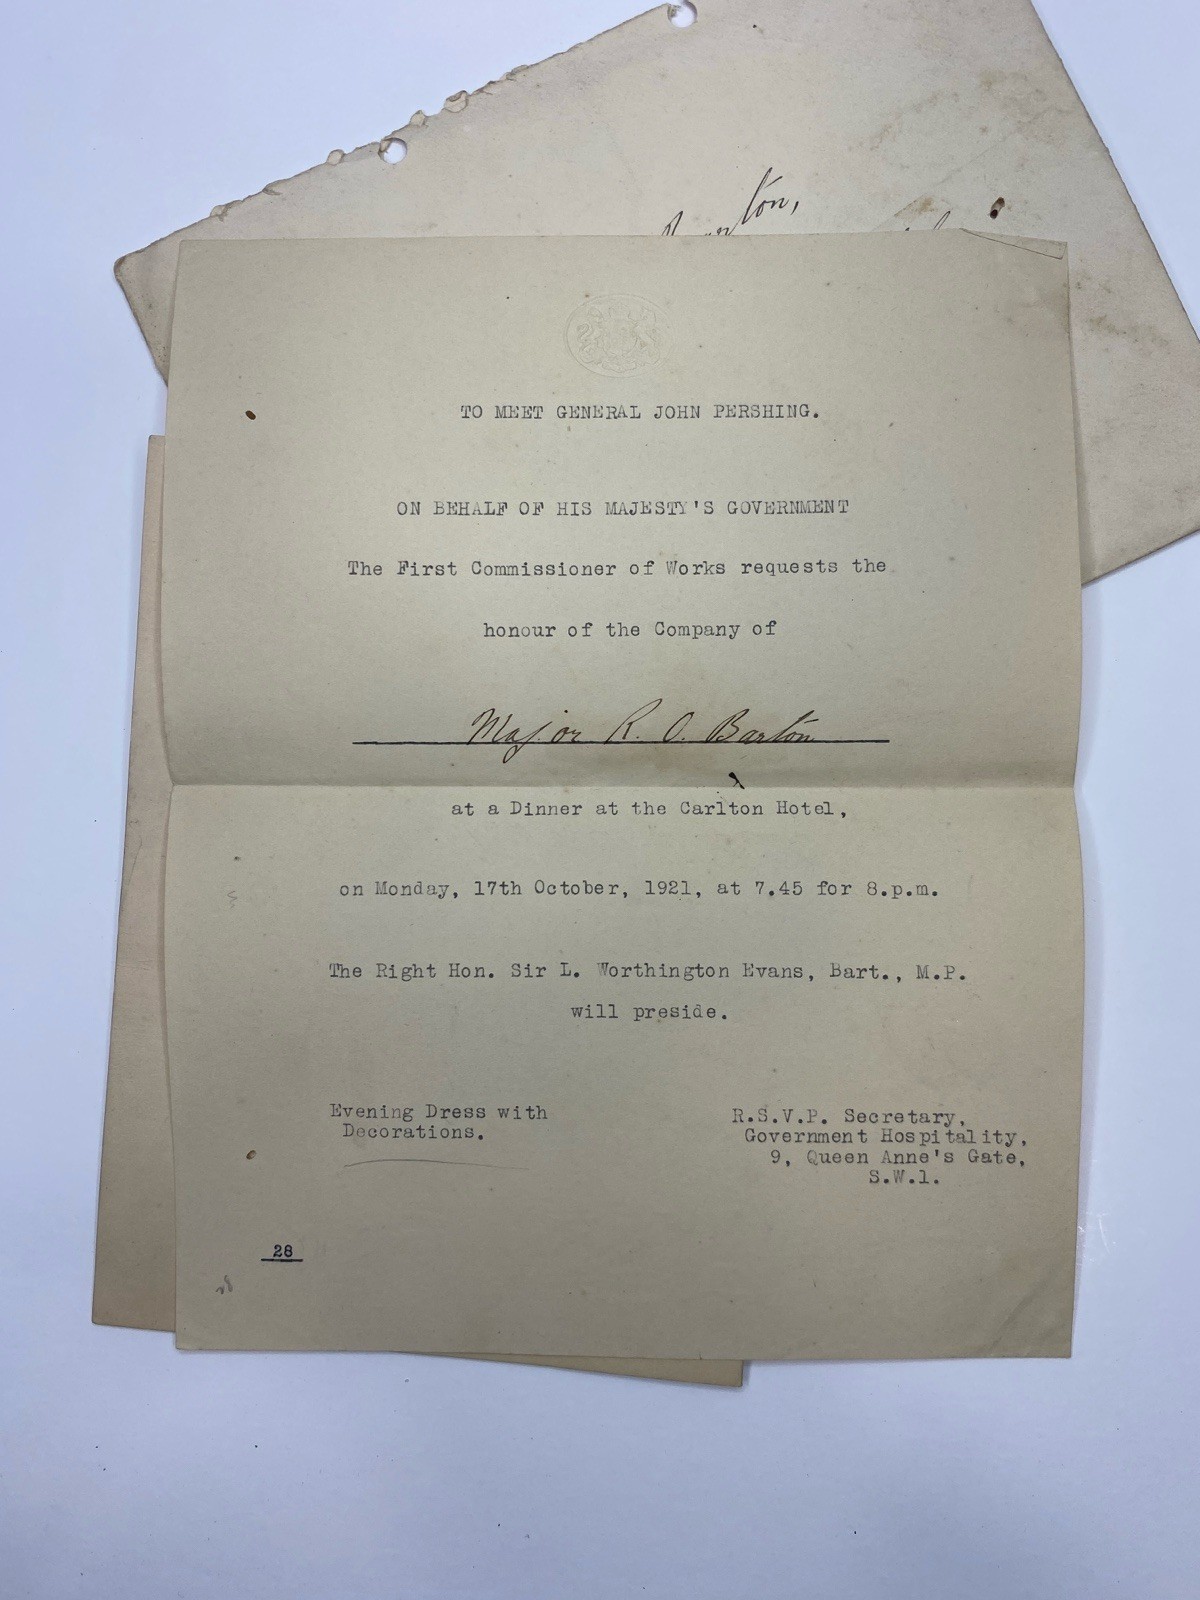 ton,
TO MEET GENERAL JOHN PERSHING.
ON BEHALF OF HIS MAJESTY'S GOVERNMENT
The First Commissioner of Works requests the
honour of the Company of
Major R. O. Barton
at a Dinner at the Carlton Hotel,
on Monday, 17th October, 1921, at 7.45 for 8.p.m.
The Right Hon. Sir L. Worthington Evans, Bart., M.P.
will preside.
Evening Dress with
Decorations.
R.S.V.P. Secretary,
Government Hospitality,
9, Queen Anne's Gate,
S.W.1.
28